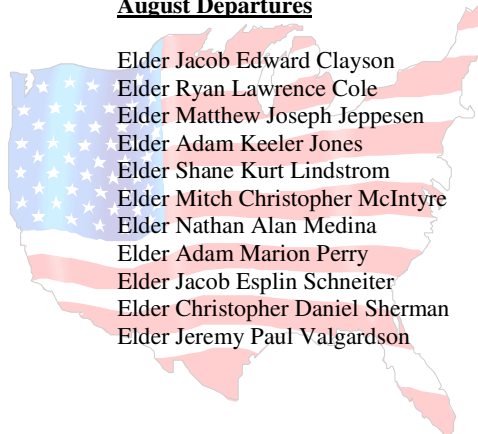 August Departures
Elder Jacob Edward Clayson
Elder Ryan Lawrence Cole
Elder Matthew Joseph Jeppesen
Elder Adam Keeler Jones
Elder Shane Kurt Lindstrom
Elder Mitch Christopher McIntyre
Elder Nathan Alan Medina
Elder Adam Marion Perry
Elder Jacob Esplin Schneiter
Elder Christopher Daniel Sherman
Elder Jeremy Paul Valgardson